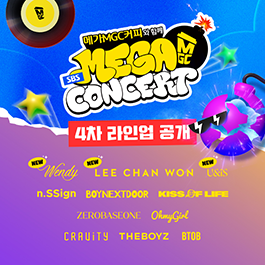 메가MGC커피와 함께
SBS MEGA MGC
CONCERT
4차 라인업 공개
NEW NEW NEW
Wendy LEE CHAN WON U&iS
n.SSign BOYNEXTDOOR KISS OF LIFE
ZEROBASEONE OhmyGirl
CRAVITY THEBOYZ BTOB